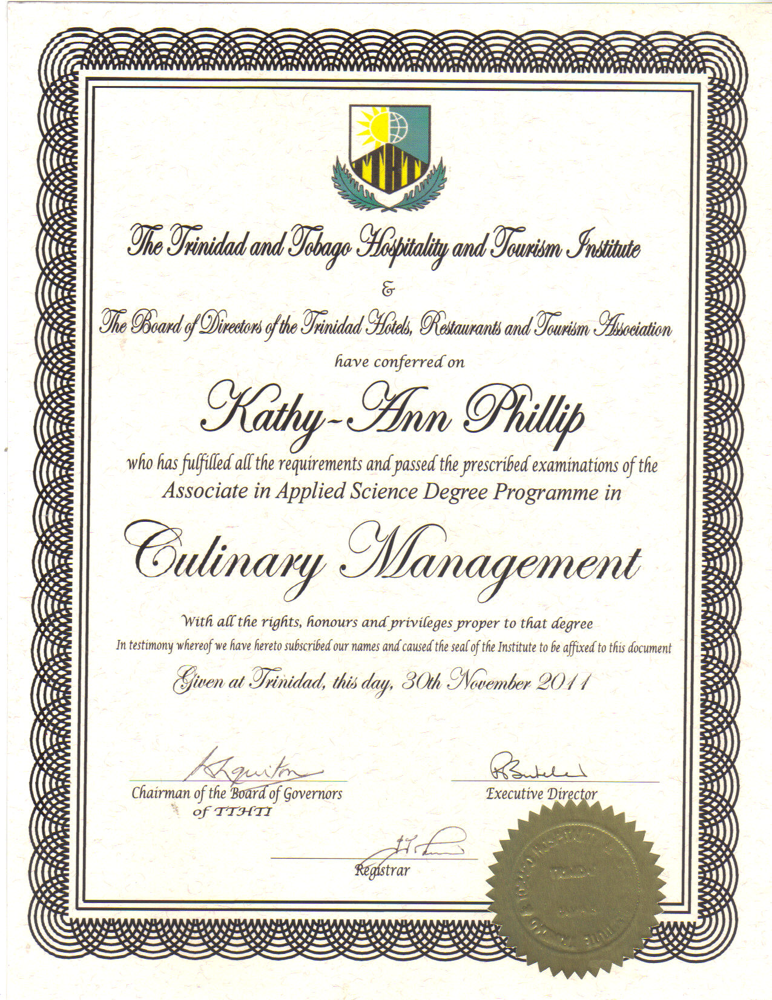 The Trinidad and Tobago Hospitality and Tourism Institute
&
The Board of Directors of the Trinidad Hotels, Restaurants and Tourism Association
have conferred on
Kathy-Ann Phillip
who has fulfilled all the requirements and passed the prescribed examinations of the
Associate in Applied Science Degree Programme in
Culinary Management
With all the rights, honours and privileges proper to that degree
In testimony whereof we have hereto subscribed our names and caused the seal of the Institute to be affixed to this document
Given at Trinidad, this day, 30th November 2011
Chairman of the Board of Governors
of TTHTI
Executive Director
Registrar